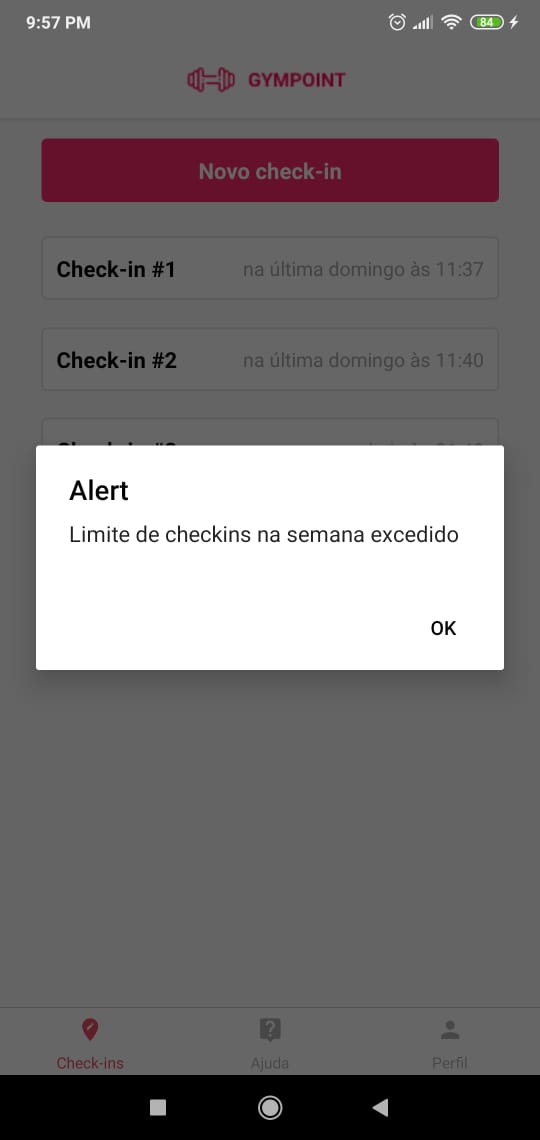 9:57 PM
84
GYMPOINT
Novo check-in
Check-in #1
na última domingo às 11:37
Check-in #2
na última domingo às 11:40
Alert
Limite de checkins na semana excedido
OK
Check-ins
Ajuda
Perfil